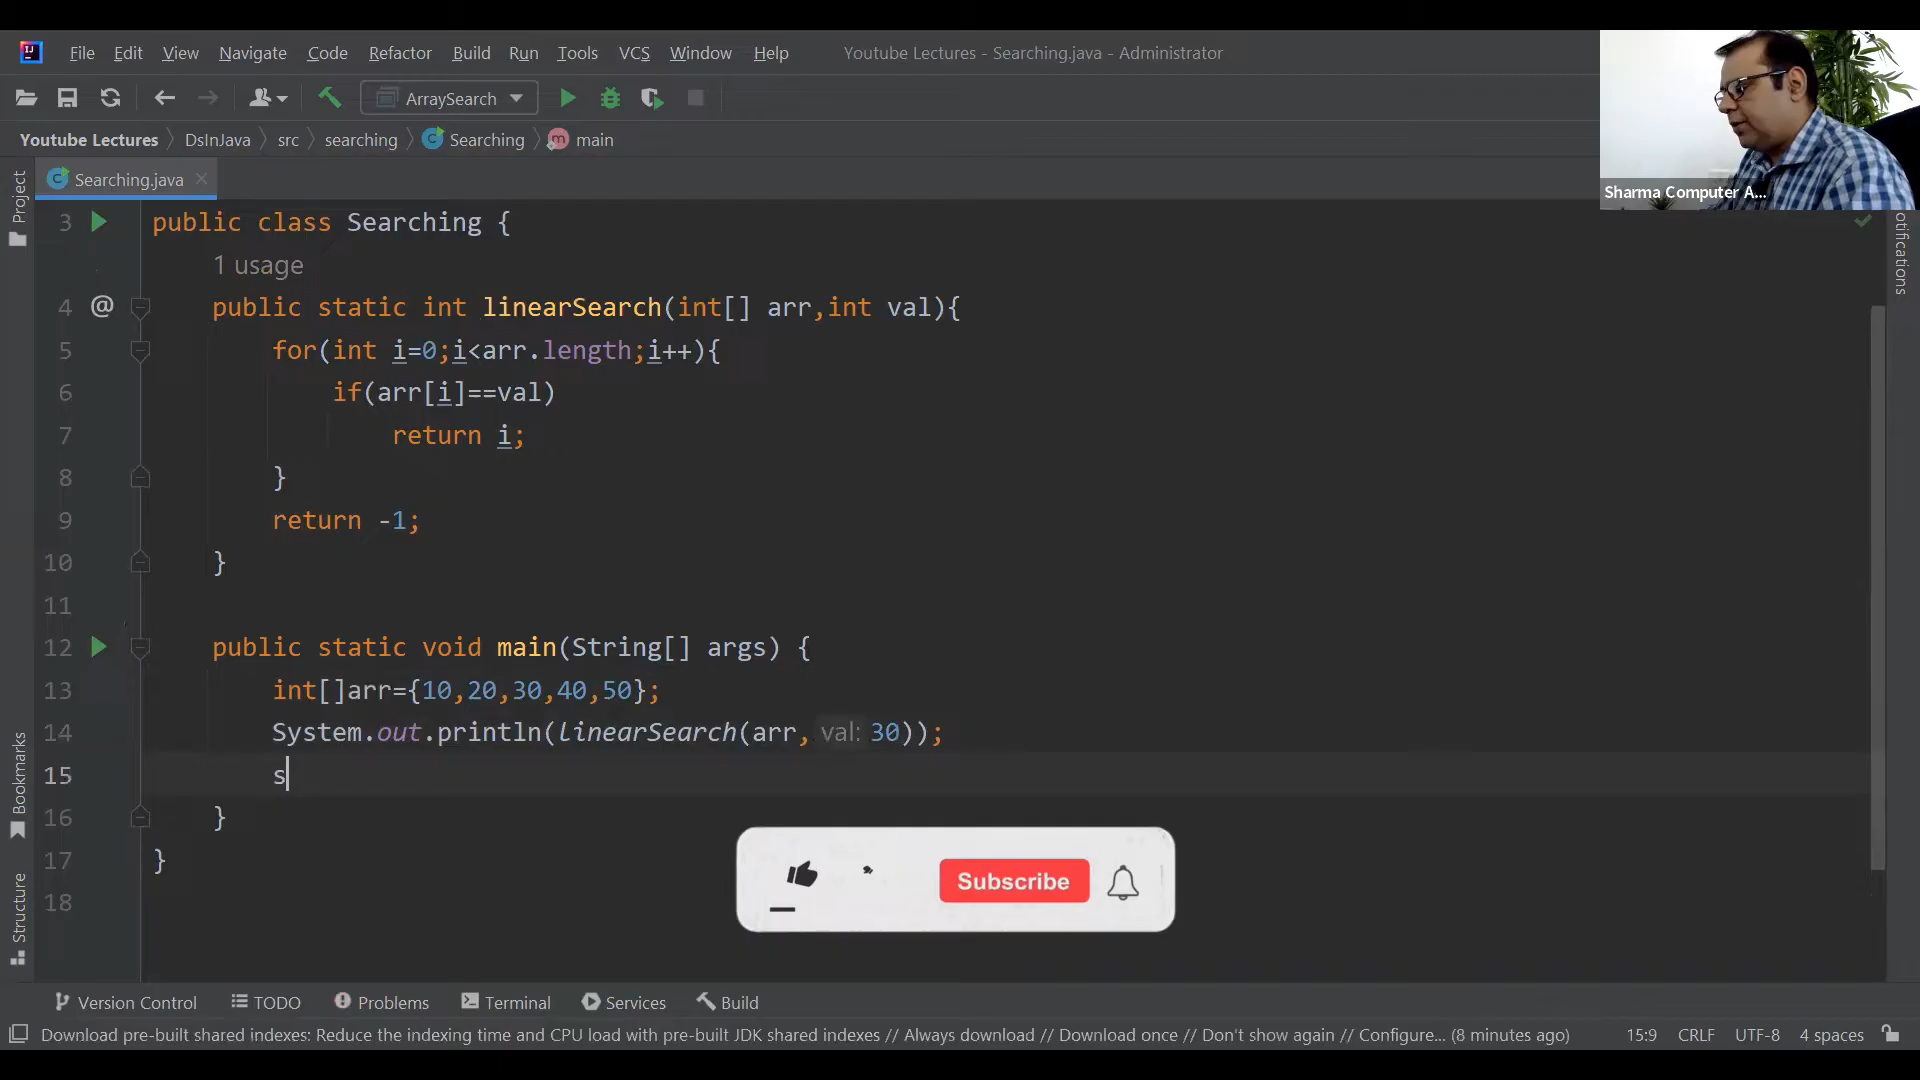 File Edit View Navigate Code Refactor Build Run Tools VCS Window Help Youtube Lectures - Searching.java - Administrator
ArraySearch
Youtube Lectures DsInJava src searching Searching main
Searching.java
Project
Bookmarks
Structure
otifications
Sharma Computer A...
3 public class Searching {
1 usage
4 @ public static int linearSearch(int[] arr,int val){
5 for(int i=0;i<arr.length;i++){
6 if(arr[i]==val)
7 return i;
8 }
9 return -1;
10 }
11
12 public static void main(String[] args) {
13 int[]arr={10,20,30,40,50};
14 System.out.println(linearSearch(arr, val: 30));
15 s
16 }
17 }
18
Subscribe
Version Control TODO Problems Terminal Services Build
Download pre-built shared indexes: Reduce the indexing time and CPU load with pre-built JDK shared indexes // Always download // Download once // Don't show again // Configure... (8 minutes ago) 15:9 CRLF UTF-8 4 spaces